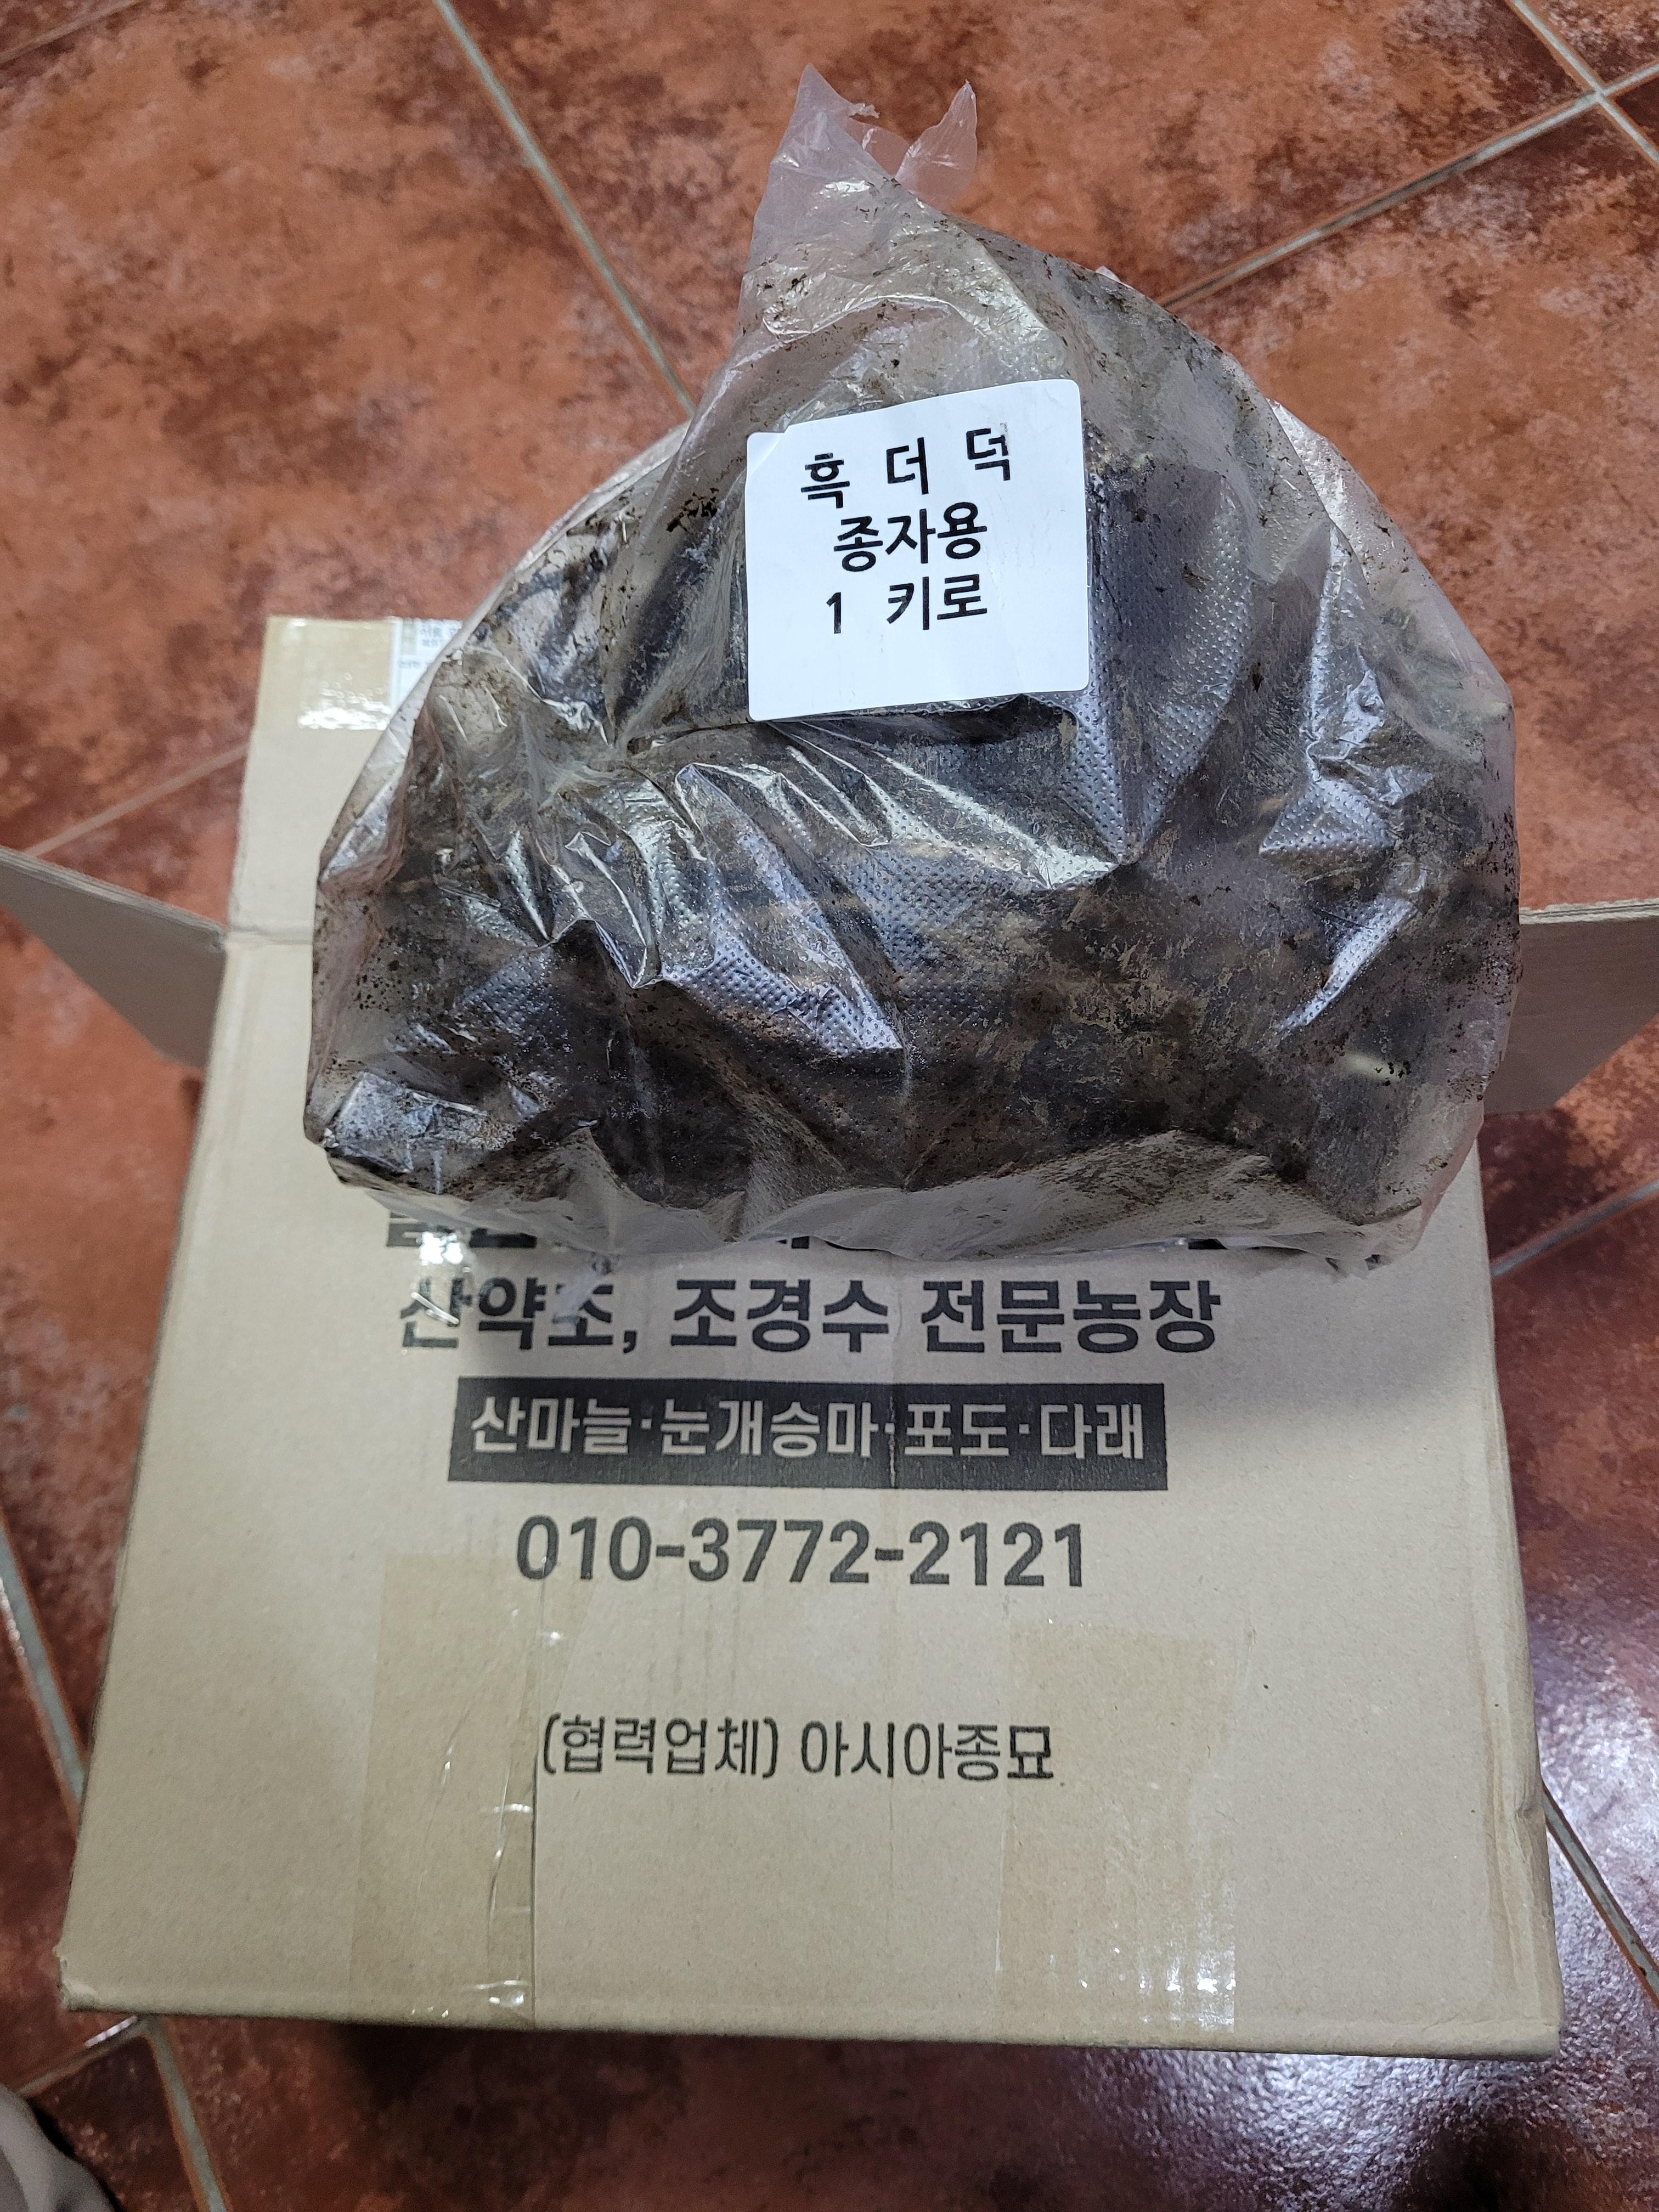 흑 더 덕
종자용
1 키로
산약초, 조경수 전문농장
산마늘·눈개승마·포도·다래
010-3772-2121
(협력업체) 아시아종묘